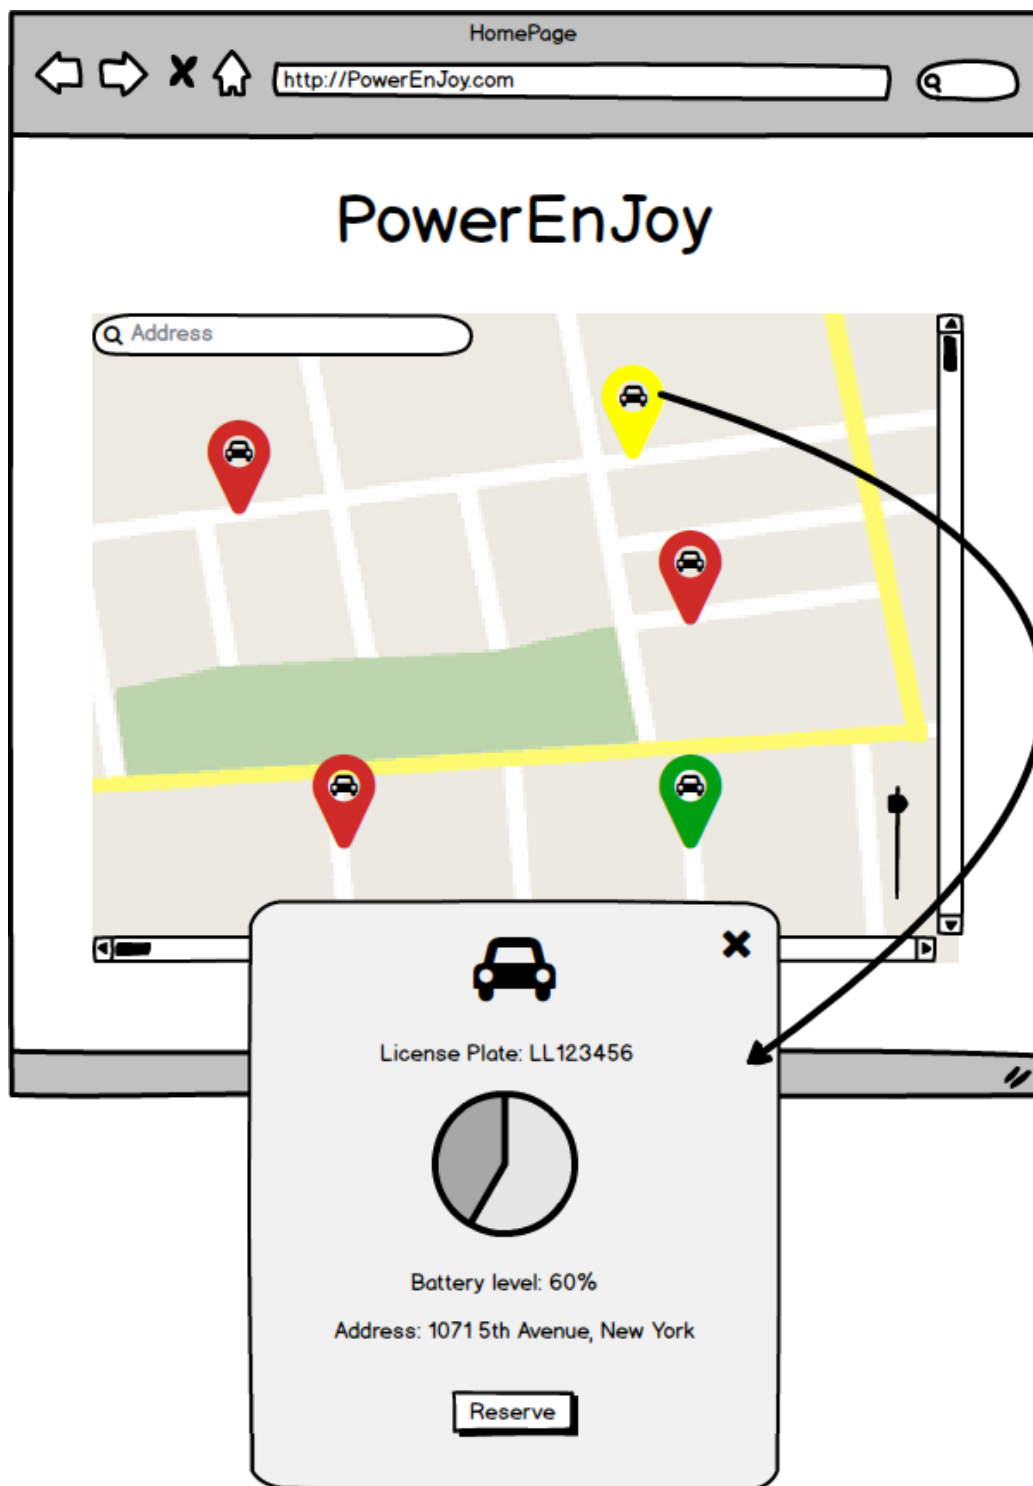 HomePage
http://PowerEnJoy.com
PowerEnJoy
Address
License Plate: LL123456
Battery level: 60%
Address: 1071 5th Avenue, New York
Reserve